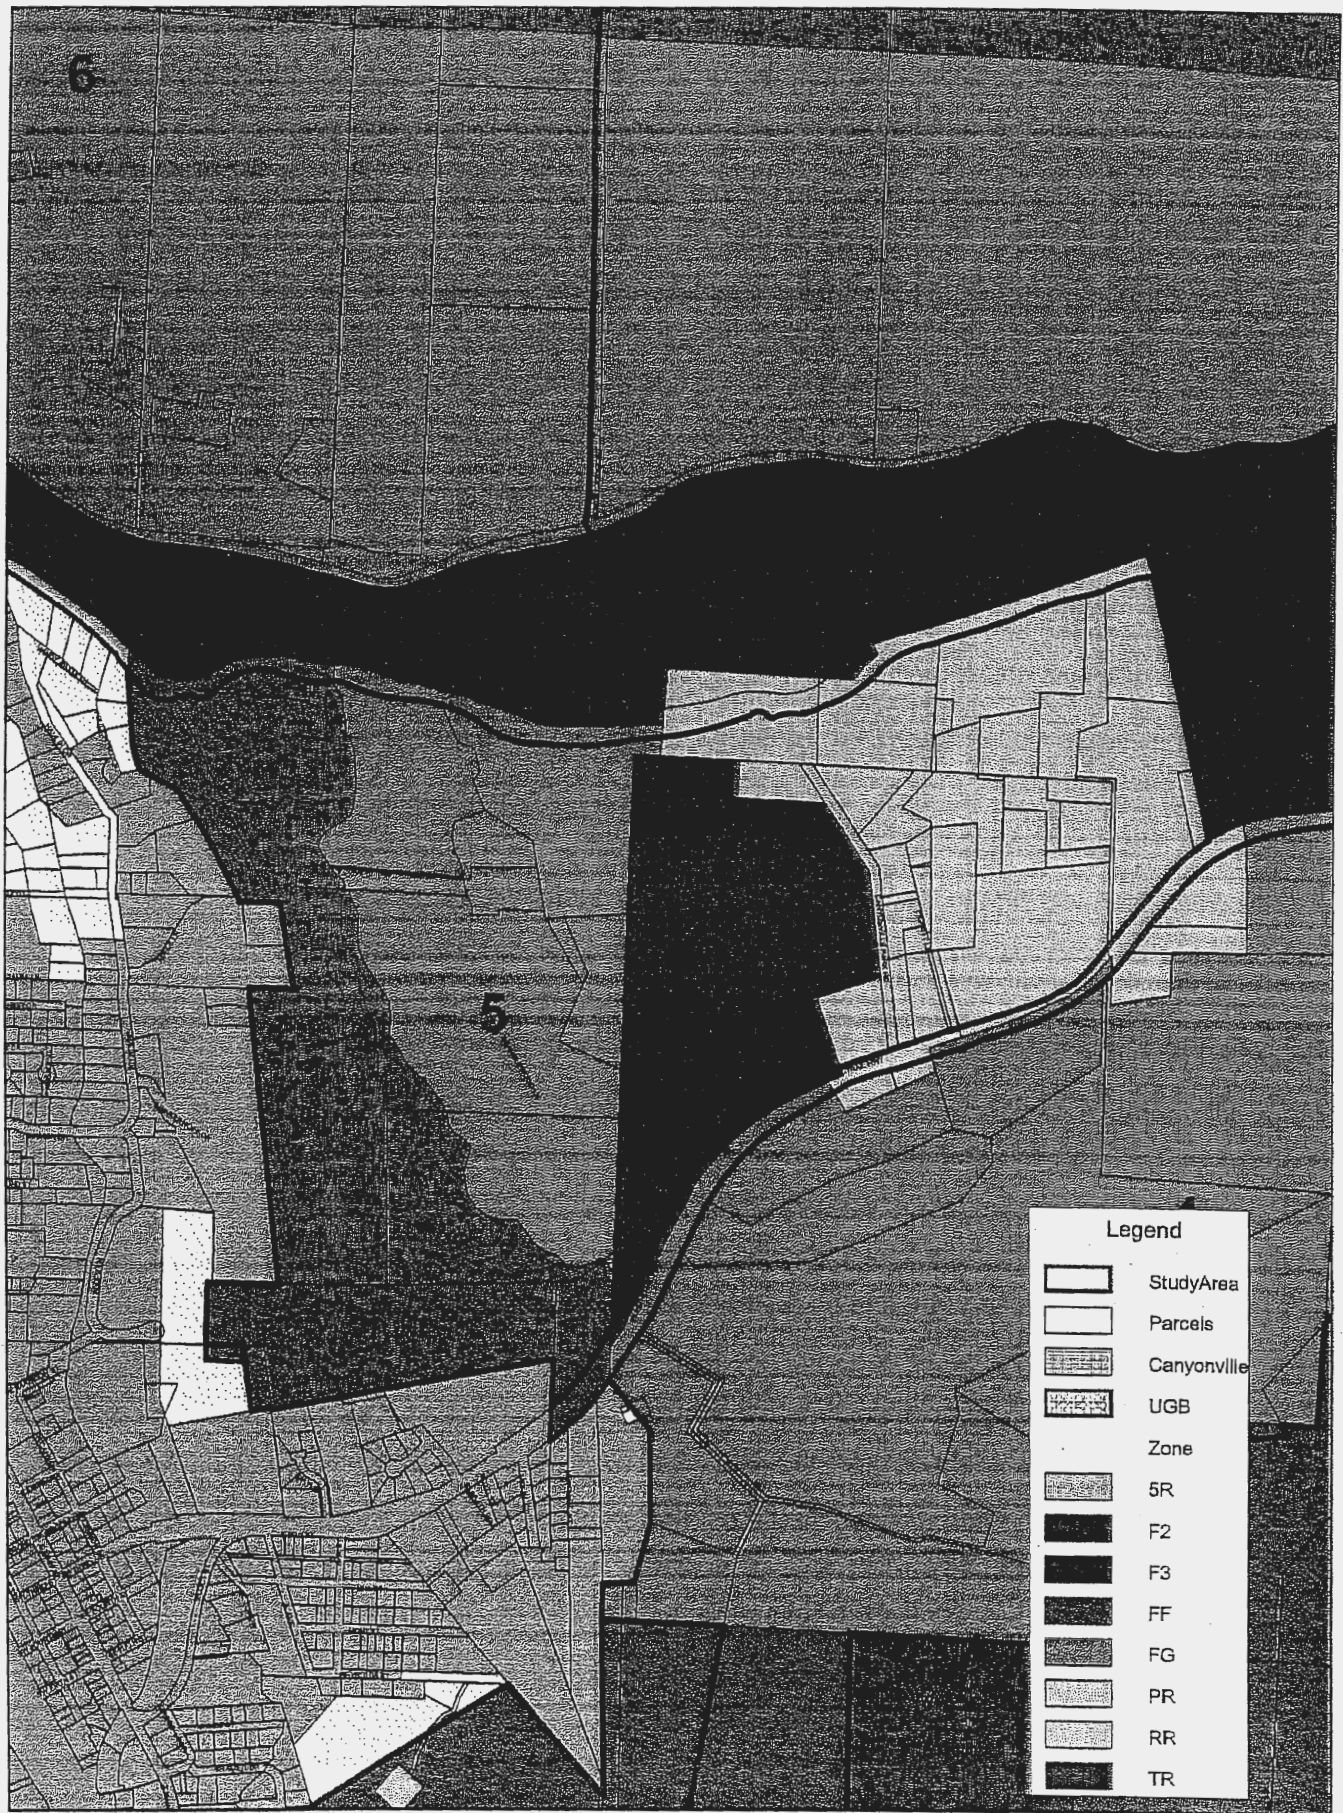 6
5
Legend
StudyArea
Parcels
Canyonville
UGB
Zone
5R
F2
F3
FF
FG
PR
RR
TR